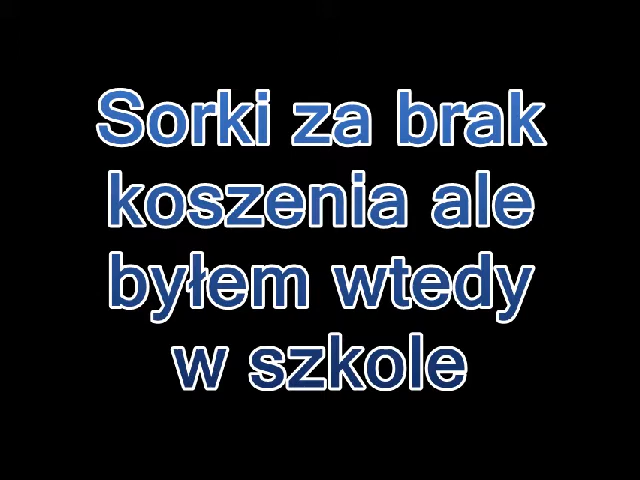 Sorki za brak
koszenia ale
byłem wtedy
w szkole